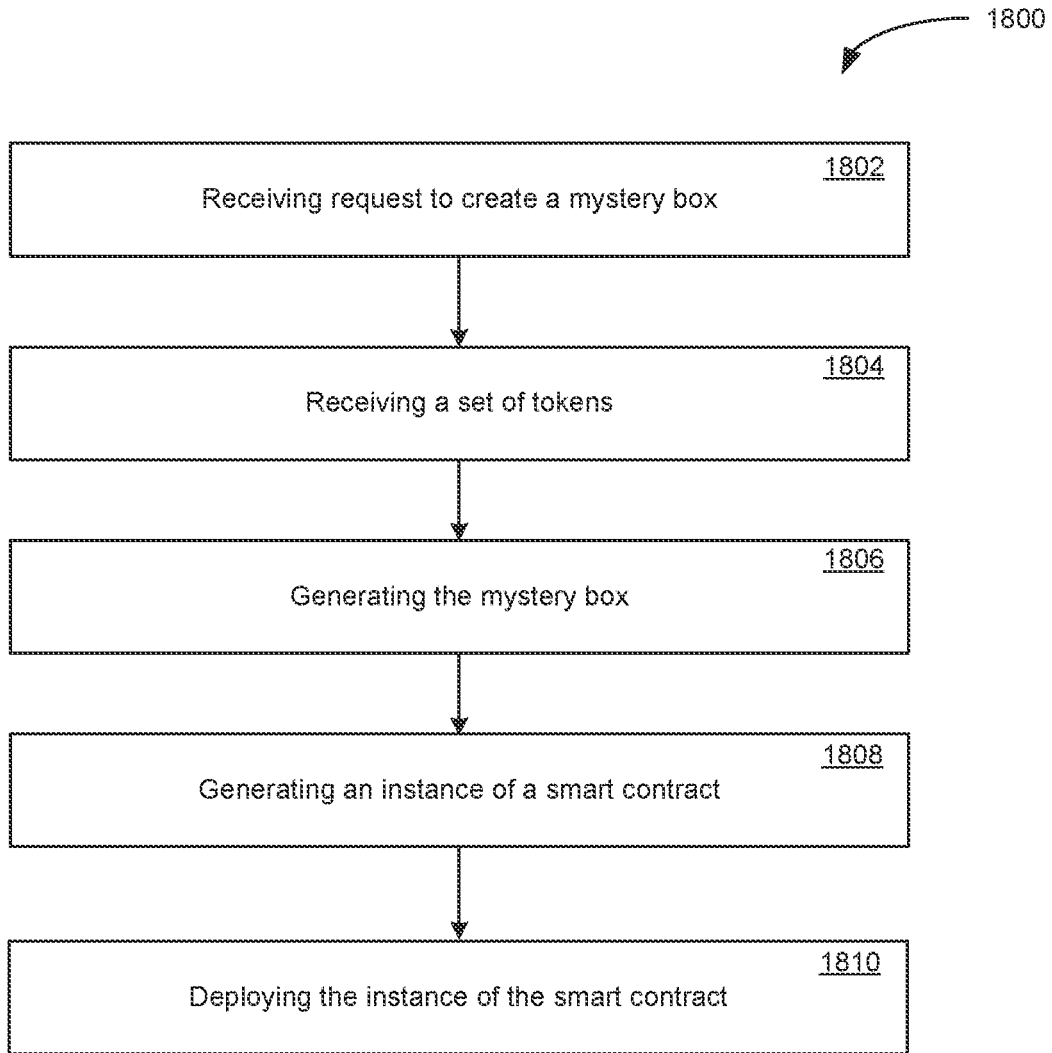 1800
1802
Receiving request to create a mystery box
1804
Receiving a set of tokens
1806
Generating the mystery box
1808
Generating an instance of a smart contract
1810
Deploying the instance of the smart contract